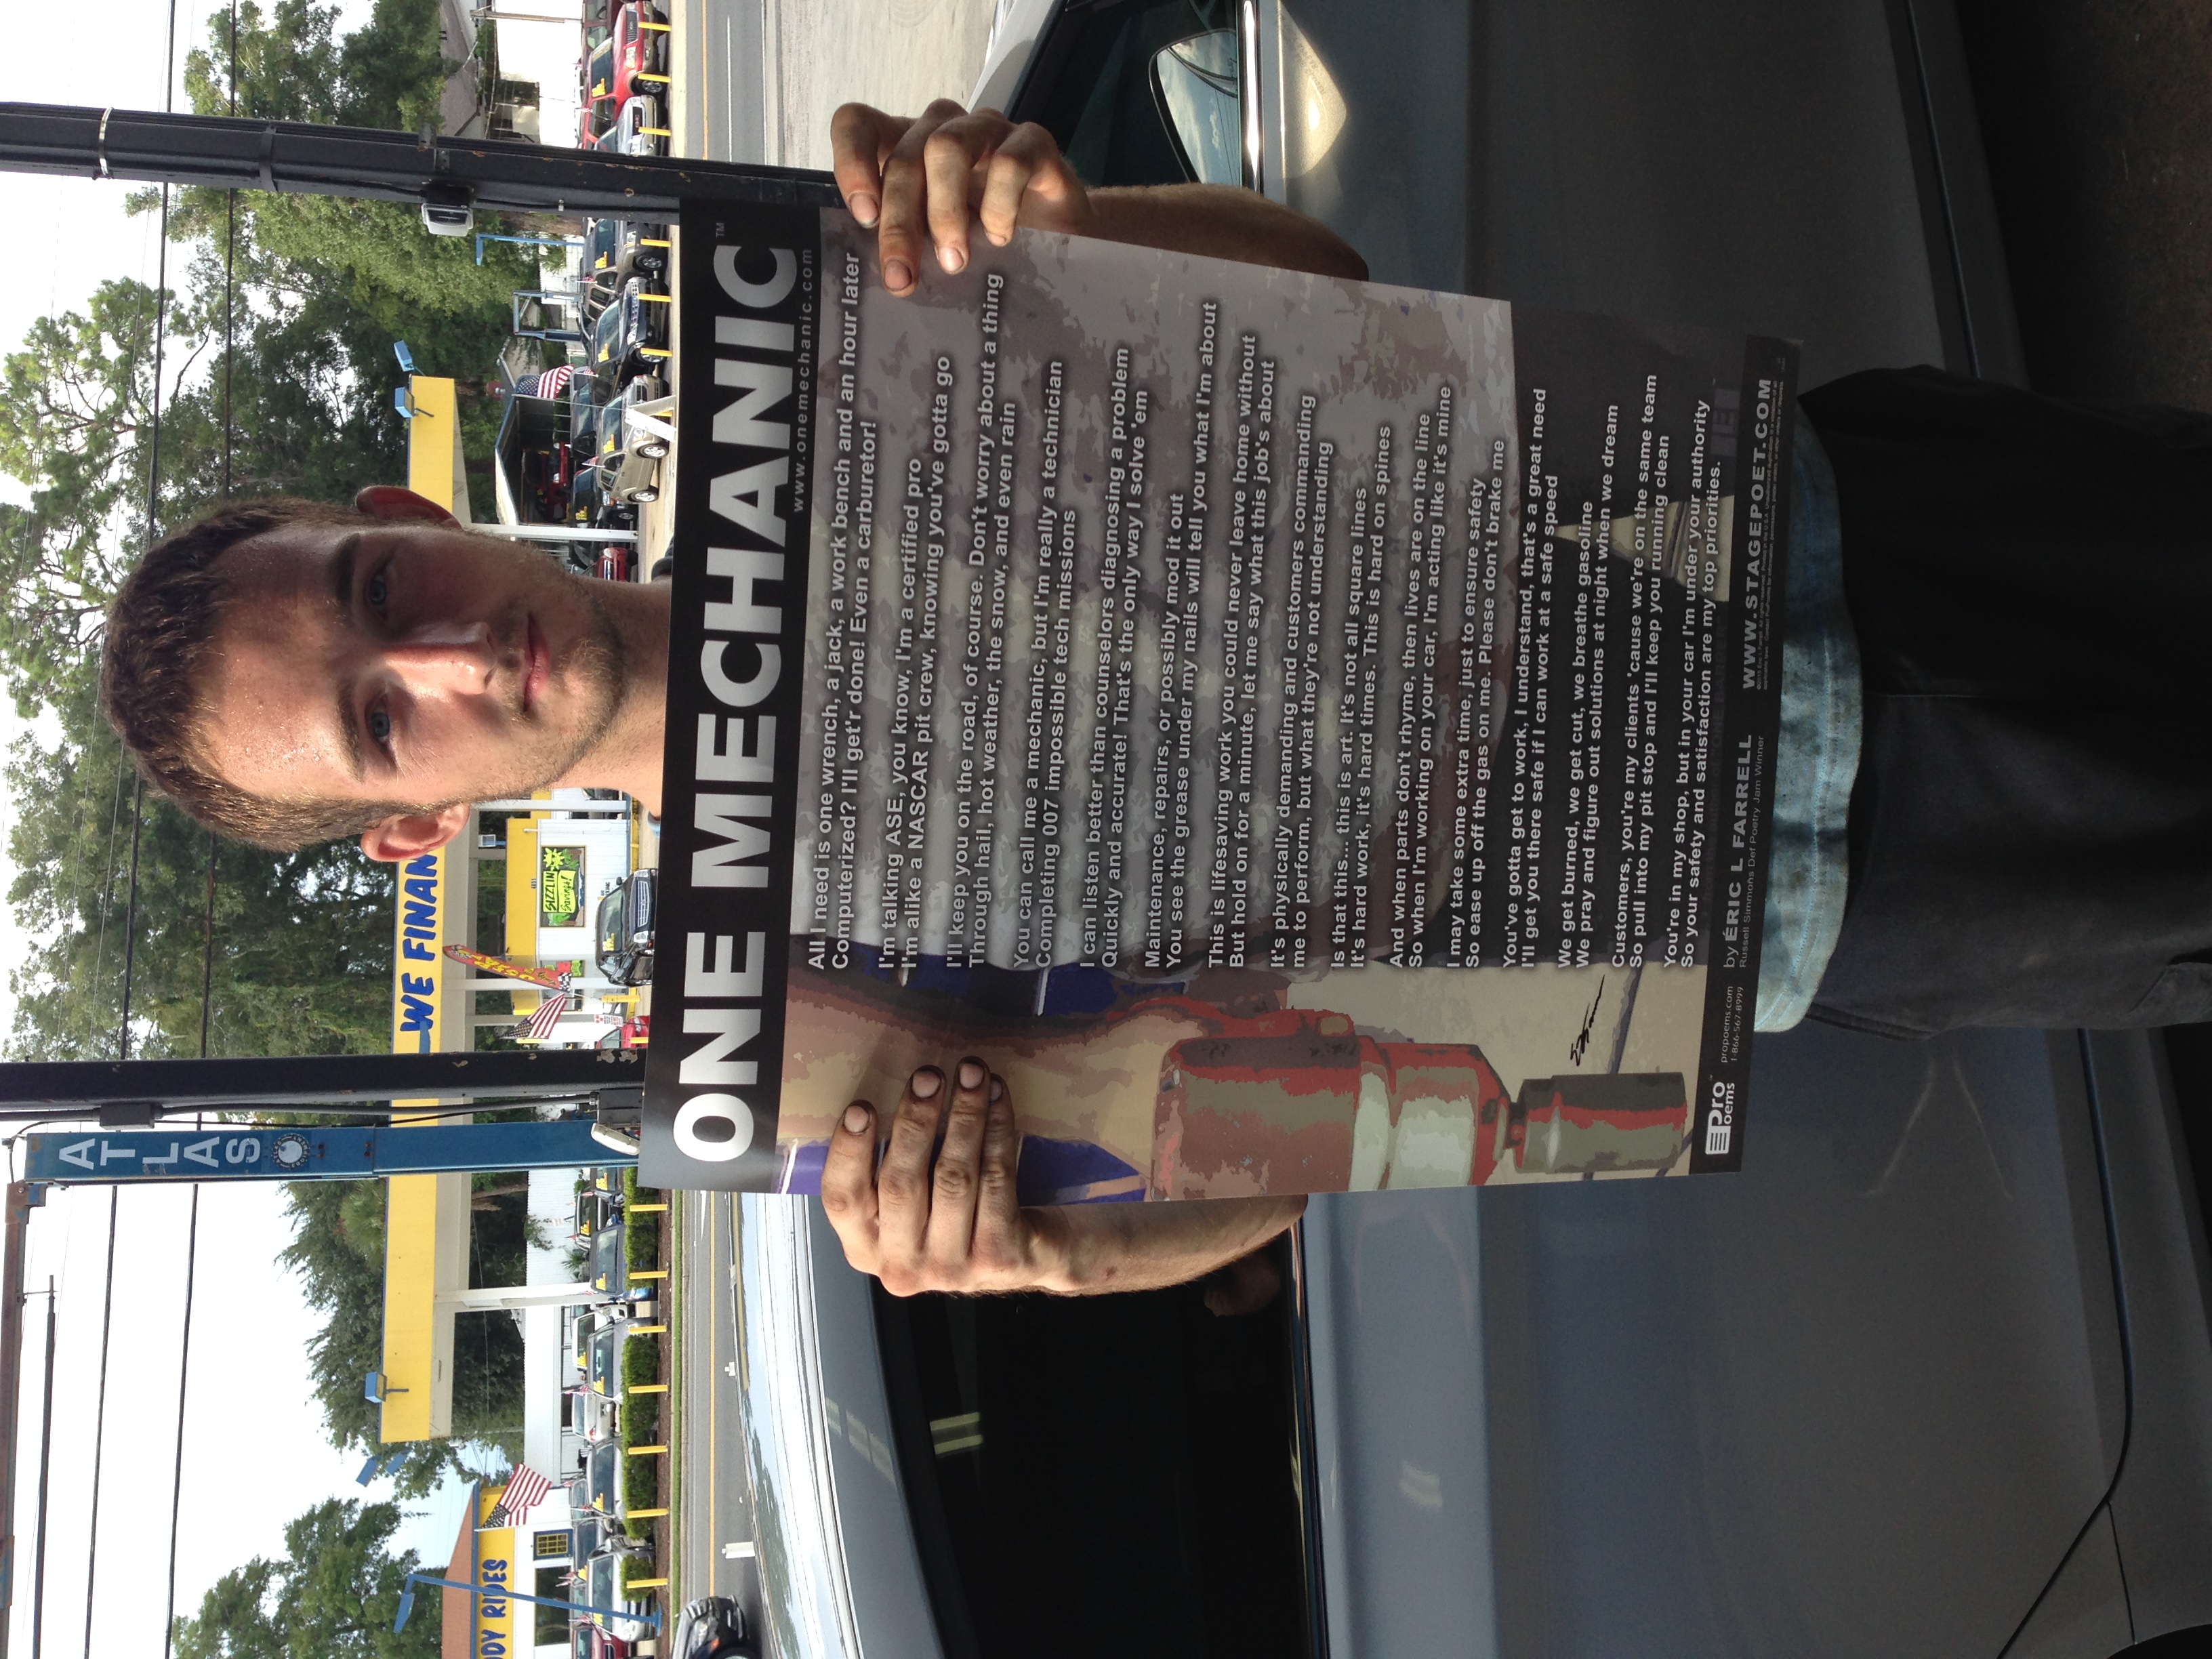 WE FINAN
SIZZLIN'
Savings!
DY RIDES
ATLAS
ONE MECHANIC™
www.onemechanic.com
All I need is one wrench, a jack, a work bench and an hour later
Computerized? I'll get'r done! Even a carburetor!
I'm talking ASE, you know, I'm a certified pro
I'm alike a NASCAR pit crew, knowing you've gotta go
I'll keep you on the road, of course. Don't worry about a thing
Through hail, hot weather, the snow, and even rain
You can call me a mechanic, but I'm really a technician
Completing 007 impossible tech missions
I can listen better than counselors diagnosing a problem
Quickly and accurate! That's the only way I solve 'em
Maintenance, repairs, or possibly mod it out
You see the grease under my nails will tell you what I'm about
This is lifesaving work you could never leave home without
But hold on for a minute, let me say what this job's about
It's physically demanding and customers commanding
me to perform, but what they're not understanding
Is that this... this is art. It's not all square lines
It's hard work, it's hard times. This is hard on spines
And when parts don't rhyme, then lives are on the line
So when I'm working on your car, I'm acting like it's mine
I may take some extra time, just to ensure safety
So ease up off the gas on me. Please don't brake me
You've gotta get to work, I understand, that's a great need
I'll get you there safe if I can work at a safe speed
We get burned, we get cut, we breathe gasoline
We pray and figure out solutions at night when we dream
Customers, you're my clients 'cause we're on the same team
So pull into my pit stop and I'll keep you running clean
You're in my shop, but in your car I'm under your authority
So your safety and satisfaction are my top priorities.
ProPoems™
propoems.com
1-866-567-8999
by ERIC L FARRELL
Russell Simmons Def Poetry Jam Winner
WWW.STAGEPOET.COM